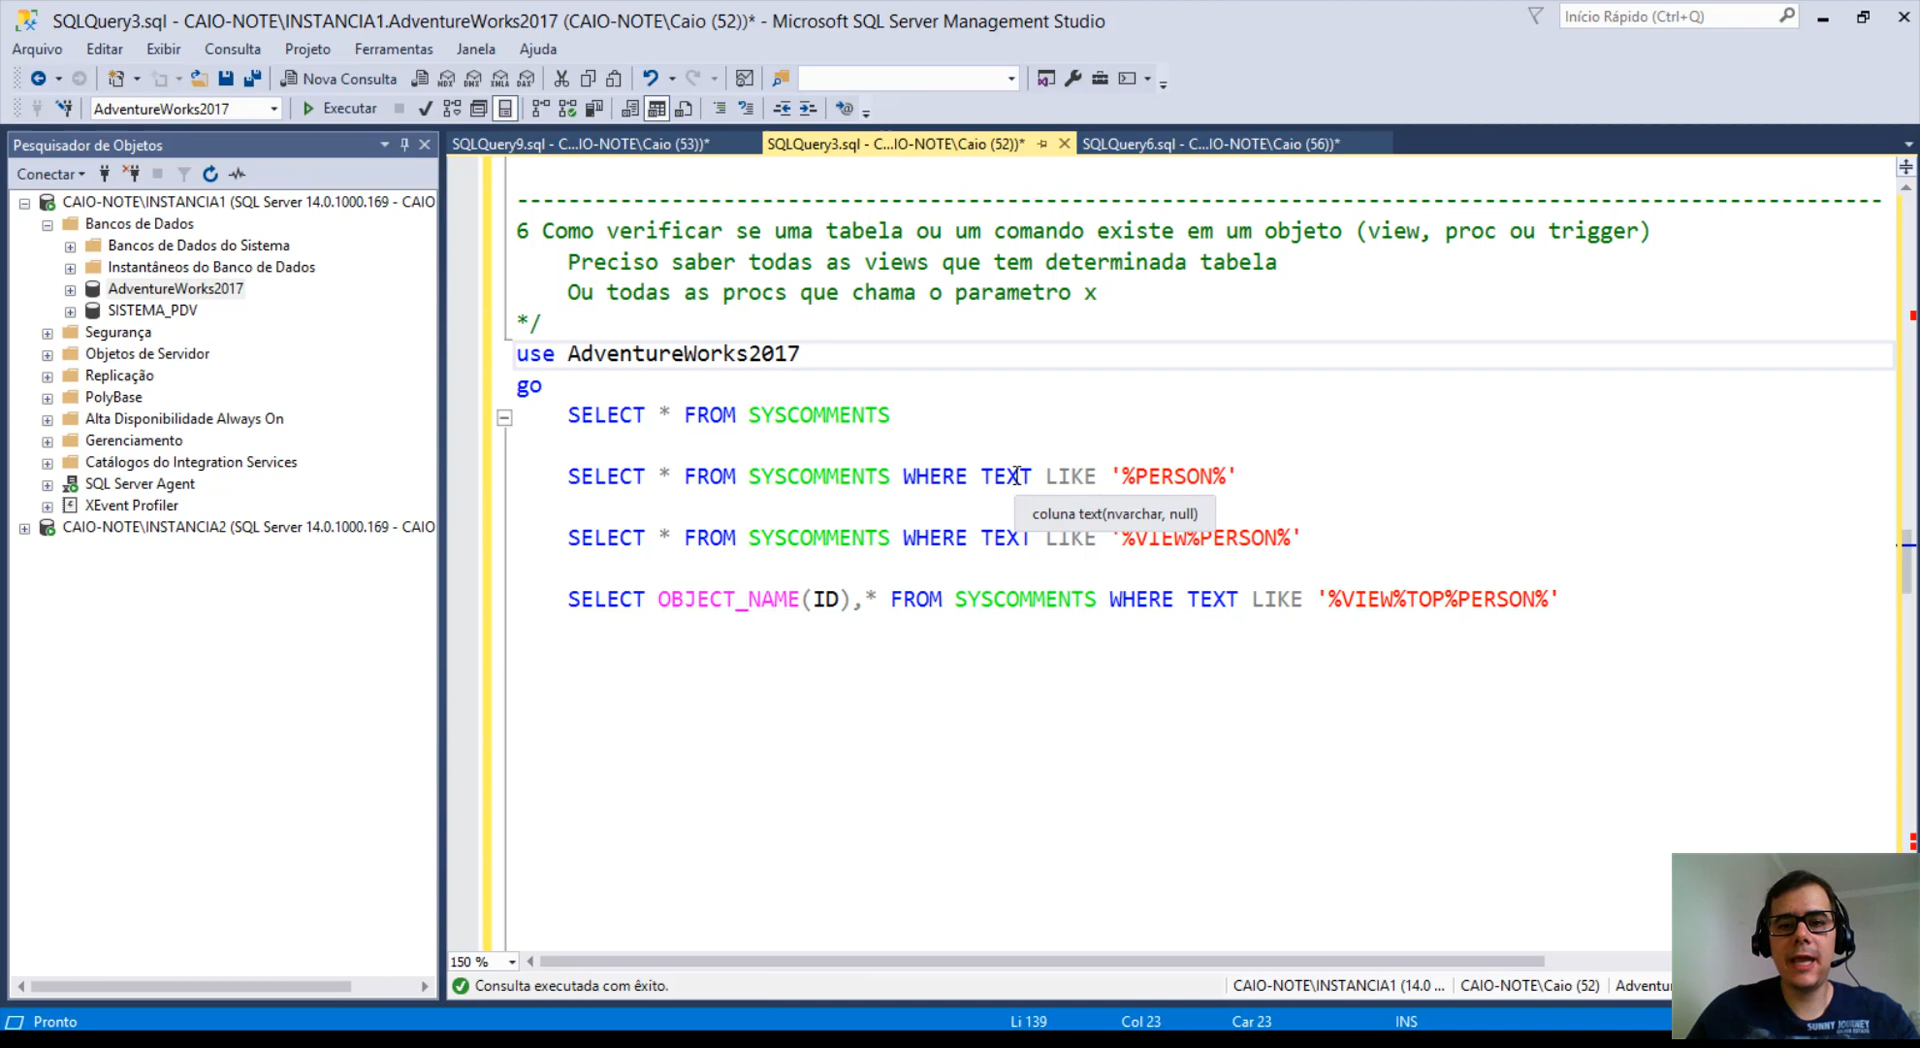 SQLQuery3.sql - CAIO-NOTE\INSTANCIA1.AdventureWorks2017 (CAIO-NOTE\Caio (52))* - Microsoft SQL Server Management Studio
Início Rápido (Ctrl+Q)
Arquivo Editar Exibir Consulta Projeto Ferramentas Janela Ajuda
Nova Consulta MDX DMX XMLA DAX
AdventureWorks2017 Executar
Pesquisador de Objetos
SQLQuery9.sql - C...IO-NOTE\Caio (53))* SQLQuery3.sql - C...IO-NOTE\Caio (52))* SQLQuery6.sql - C...IO-NOTE\Caio (56))*
Conectar
CAIO-NOTE\INSTANCIA1 (SQL Server 14.0.1000.169 - CAIO
Bancos de Dados
Bancos de Dados do Sistema
Instantâneos do Banco de Dados
AdventureWorks2017
SISTEMA_PDV
Segurança
Objetos de Servidor
Replicação
PolyBase
Alta Disponibilidade Always On
Gerenciamento
Catálogos do Integration Services
SQL Server Agent
XEvent Profiler
CAIO-NOTE\INSTANCIA2 (SQL Server 14.0.1000.169 - CAIO
----------------------------------------------------------------------------------------------------------
6 Como verificar se uma tabela ou um comando existe em um objeto (view, proc ou trigger)
Preciso saber todas as views que tem determinada tabela
Ou todas as procs que chama o parametro x
*/
use AdventureWorks2017
go
SELECT * FROM SYSCOMMENTS
SELECT * FROM SYSCOMMENTS WHERE TEXT LIKE '%PERSON%'
coluna text(nvarchar, null)
SELECT * FROM SYSCOMMENTS WHERE TEXT LIKE '%VIEW%PERSON%'
SELECT OBJECT_NAME(ID),* FROM SYSCOMMENTS WHERE TEXT LIKE '%VIEW%TOP%PERSON%'
150 %
Consulta executada com êxito.
CAIO-NOTE\INSTANCIA1 (14.0 ... CAIO-NOTE\Caio (52) Adventu
Pronto
Li 139 Col 23 Car 23 INS
SUNNY JOURNEY